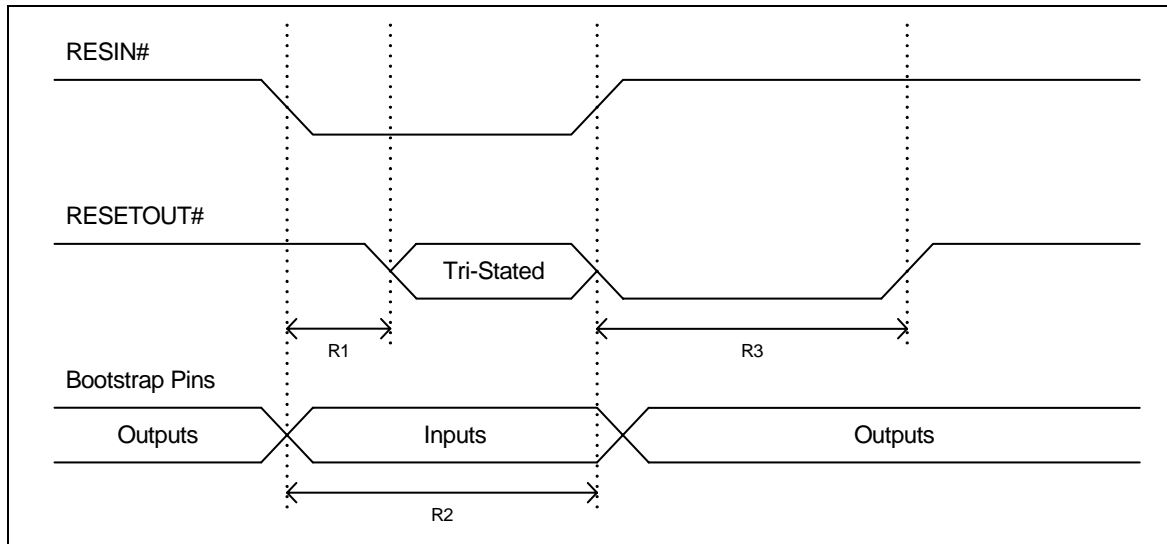 RESIN#
RESETOUT#
Tri-Stated
R1
R3
Bootstrap Pins
Outputs
Inputs
Outputs
R2